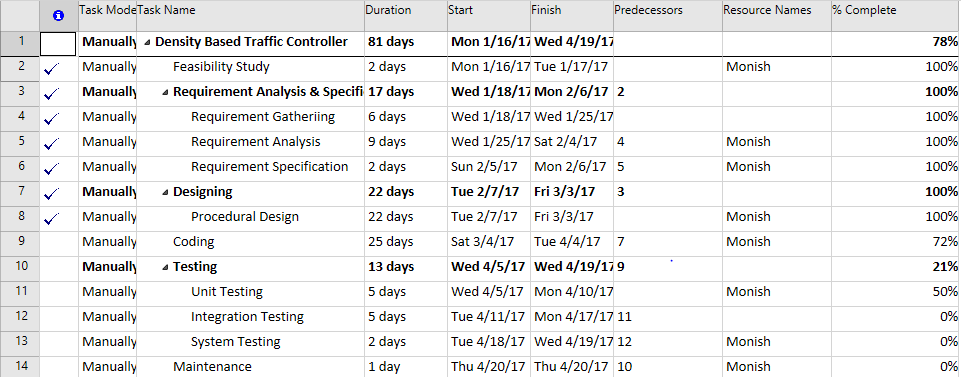 Task Mode Task Name Duration Start Finish Predecessors Resource Names % Complete
1 Manually Density Based Traffic Controller 81 days Mon 1/16/17 Wed 4/19/17 78%
2 Manually Feasibility Study 2 days Mon 1/16/17 Tue 1/17/17 Monish 100%
3 Manually Requirement Analysis & Specifi 17 days Wed 1/18/17 Mon 2/6/17 2 100%
4 Manually Requirement Gatheriing 6 days Wed 1/18/17 Wed 1/25/17 100%
5 Manually Requirement Analysis 9 days Wed 1/25/17 Sat 2/4/17 4 Monish 100%
6 Manually Requirement Specification 2 days Sun 2/5/17 Mon 2/6/17 5 Monish 100%
7 Manually Designing 22 days Tue 2/7/17 Fri 3/3/17 3 100%
8 Manually Procedural Design 22 days Tue 2/7/17 Fri 3/3/17 Monish 100%
9 Manually Coding 25 days Sat 3/4/17 Tue 4/4/17 7 Monish 72%
10 Manually Testing 13 days Wed 4/5/17 Wed 4/19/17 9 21%
11 Manually Unit Testing 5 days Wed 4/5/17 Mon 4/10/17 Monish 50%
12 Manually Integration Testing 5 days Tue 4/11/17 Mon 4/17/17 11 0%
13 Manually System Testing 2 days Tue 4/18/17 Wed 4/19/17 12 Monish 0%
14 Manually Maintenance 1 day Thu 4/20/17 Thu 4/20/17 10 Monish 0%